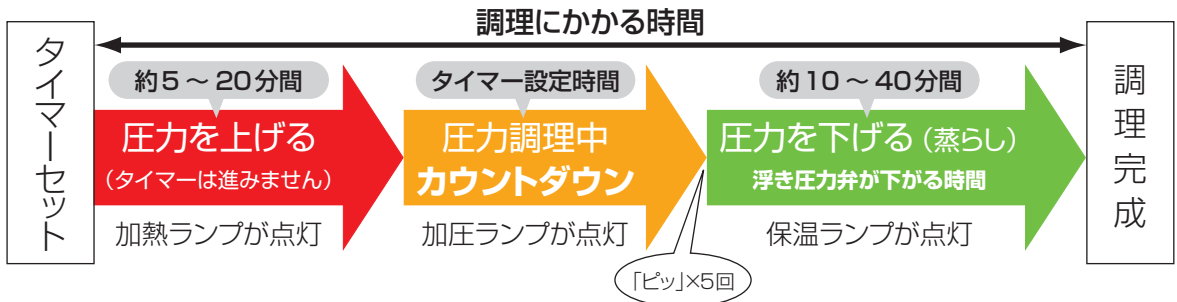 調理にかかる時間
タイマーセット
約5～20分間
圧力を上げる
（タイマーは進みません）
加熱ランプが点灯
タイマー設定時間
圧力調理中
カウントダウン
加圧ランプが点灯
「ピッ」×5回
約10～40分間
圧力を下げる（蒸らし）
浮き圧力弁が下がる時間
保温ランプが点灯
調理完成